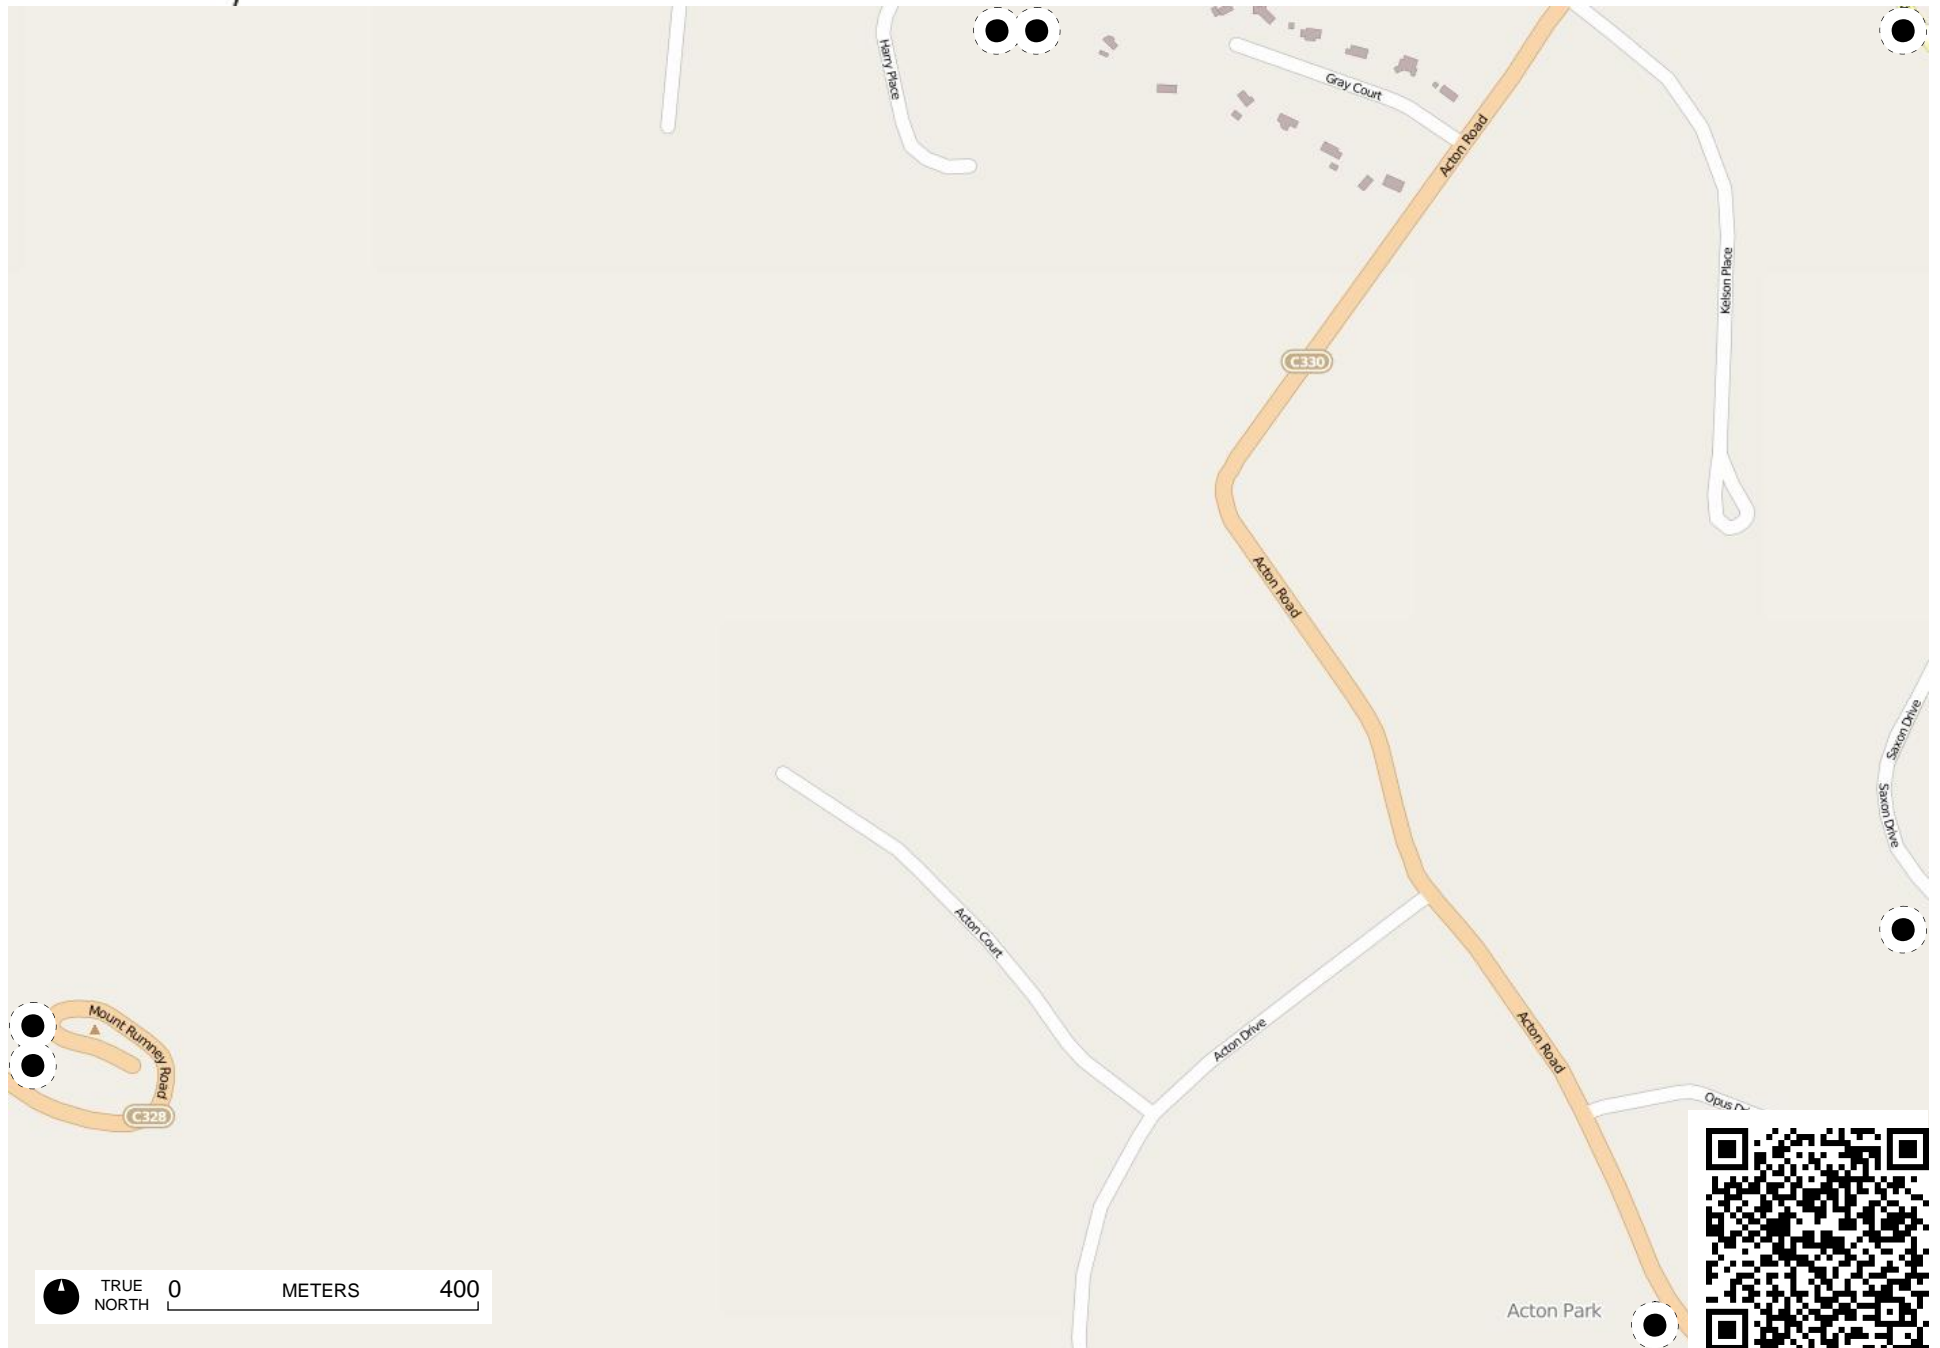 Harry Place
Gray Court
Acton Road
Kelson Place
C330
Acton Road
Saxon Drive
Saxon Drive
Acton Court
Mount Rumney Road
Acton Drive
Acton Road
Opus
C328
TRUE NORTH
0 METERS 400
Acton Park